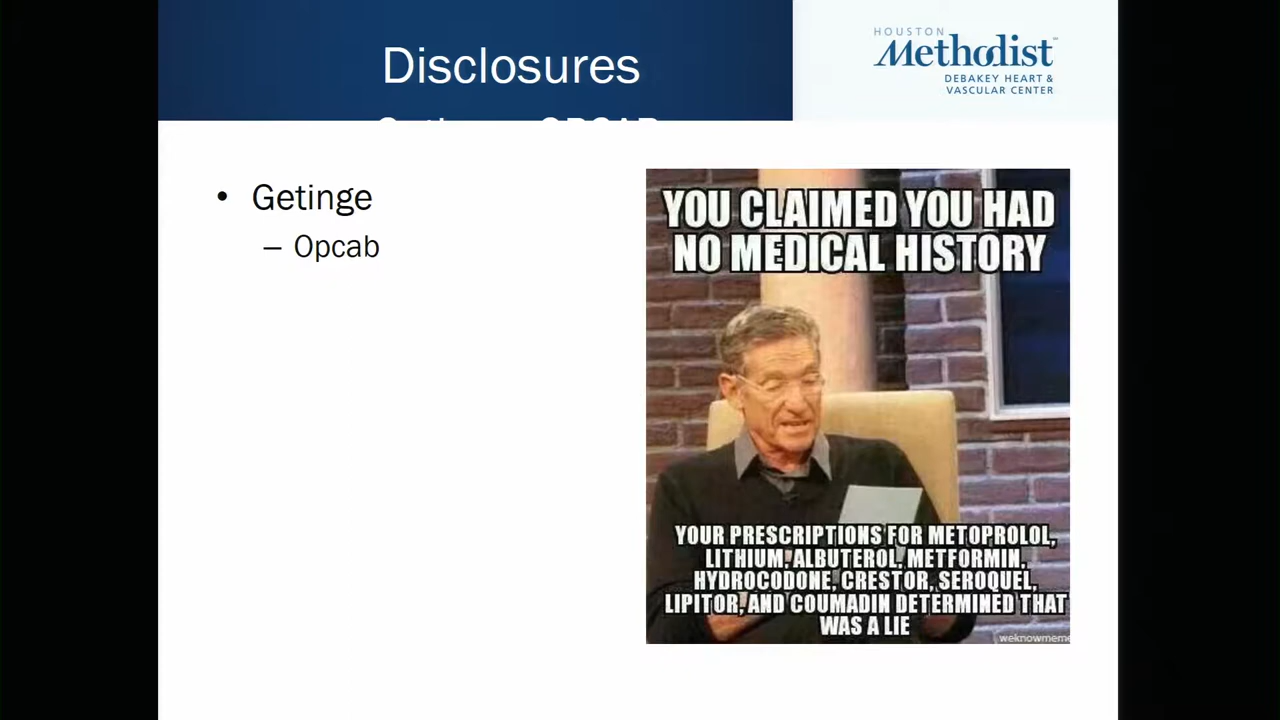 Disclosures
HOUSTON
Methodist
DEBAKEY HEART &
VASCULAR CENTER
• Getinge
– Opcab
YOU CLAIMED YOU HAD
NO MEDICAL HISTORY
YOUR PRESCRIPTIONS FOR METOPROLOL,
LITHIUM, ALBUTEROL, METFORMIN,
HYDROCODONE, CRESTOR, SEROQUEL,
LIPITOR, AND COUMADIN DETERMINED THAT
WAS A LIE
weknowmeme